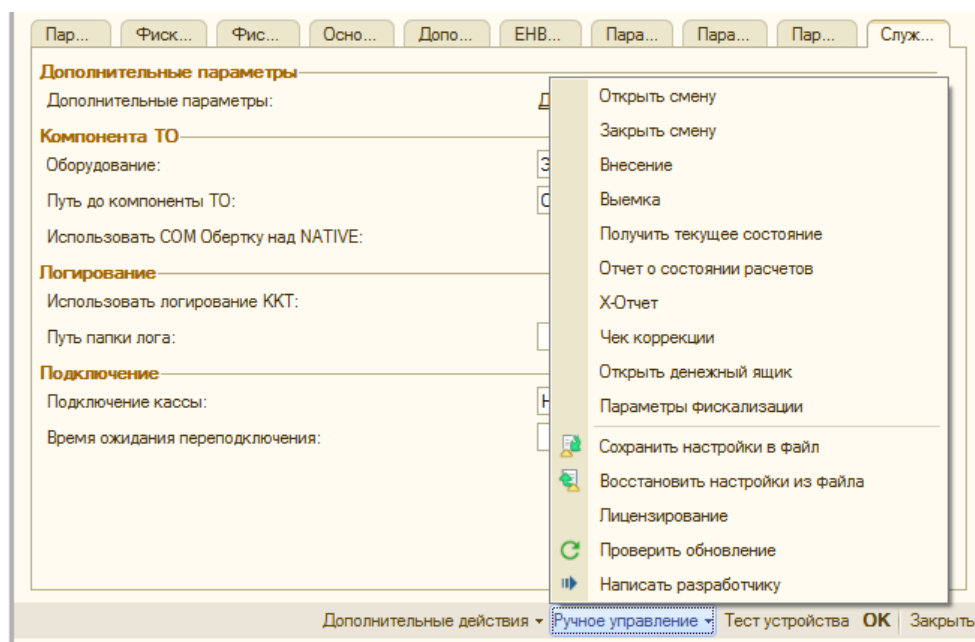 Пар... Фиск... Фис... Осно... Допо... ЕНВ... Пара... Пара... Пар... Служ...
Дополнительные параметры
Дополнительные параметры: Д
Компонента ТО
Оборудование: Э
Путь до компоненты ТО: C
Использовать COM Обертку над NATIVE:
Логирование
Использовать логирование ККТ:
Путь папки лога:
Подключение
Подключение кассы: Н
Время ожидания переподключения:
Открыть смену
Закрыть смену
Внесение
Выемка
Получить текущее состояние
Отчет о состоянии расчетов
Х-Отчет
Чек коррекции
Открыть денежный ящик
Параметры фискализации
Сохранить настройки в файл
Восстановить настройки из файла
Лицензирование
Проверить обновление
Написать разработчику
Дополнительные действия Ручное управление Тест устройства OK Закрыть